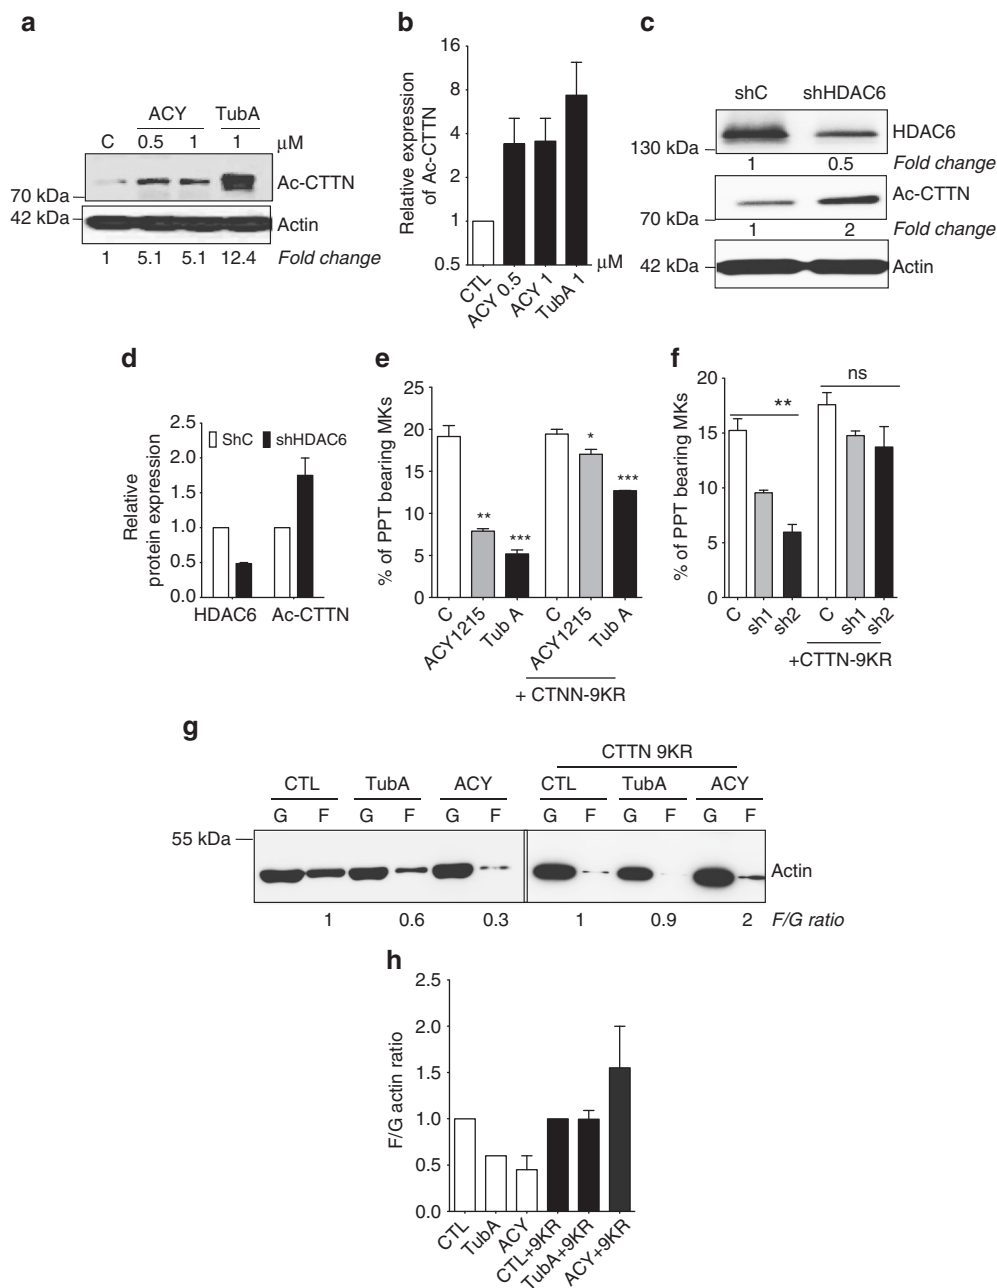 a
ACY TubA
C 0.5 1 1 μM
70 kDa
Ac-CTTN
42 kDa
Actin
1 5.1 5.1 12.4 Fold change
b
Relative expression
of Ac-CTTN
16
8
4
2
1
0.5
μM
CTL
ACY 0.5
ACY 1
TubA 1
c
shC shHDAC6
HDAC6
130 kDa
1 0.5 Fold change
Ac-CTTN
70 kDa
1 2 Fold change
42 kDa
Actin
d
Relative
protein expression
2.5
2.0
1.5
1.0
0.5
0.0
ShC shHDAC6
HDAC6 Ac-CTTN
e
% of PPT bearing MKs
25
20
15
10
5
0
**
***
*
***
C
ACY1215
Tub A
C
ACY1215
Tub A
+ CTNN-9KR
f
% of PPT bearing MKs
20
15
10
5
0
**
ns
C
sh1
sh2
C
sh1
sh2
+CTTN-9KR
g
CTTN 9KR
CTL TubA ACY CTL TubA ACY
G F G F G F G F G F G F
55 kDa
Actin
1 0.6 0.3 1 0.9 2 F/G ratio
h
F/G actin ratio
2.5
2.0
1.5
1.0
0.5
0.0
CTL
TubA
ACY
CTL+9KR
TubA+9KR
ACY+9KR